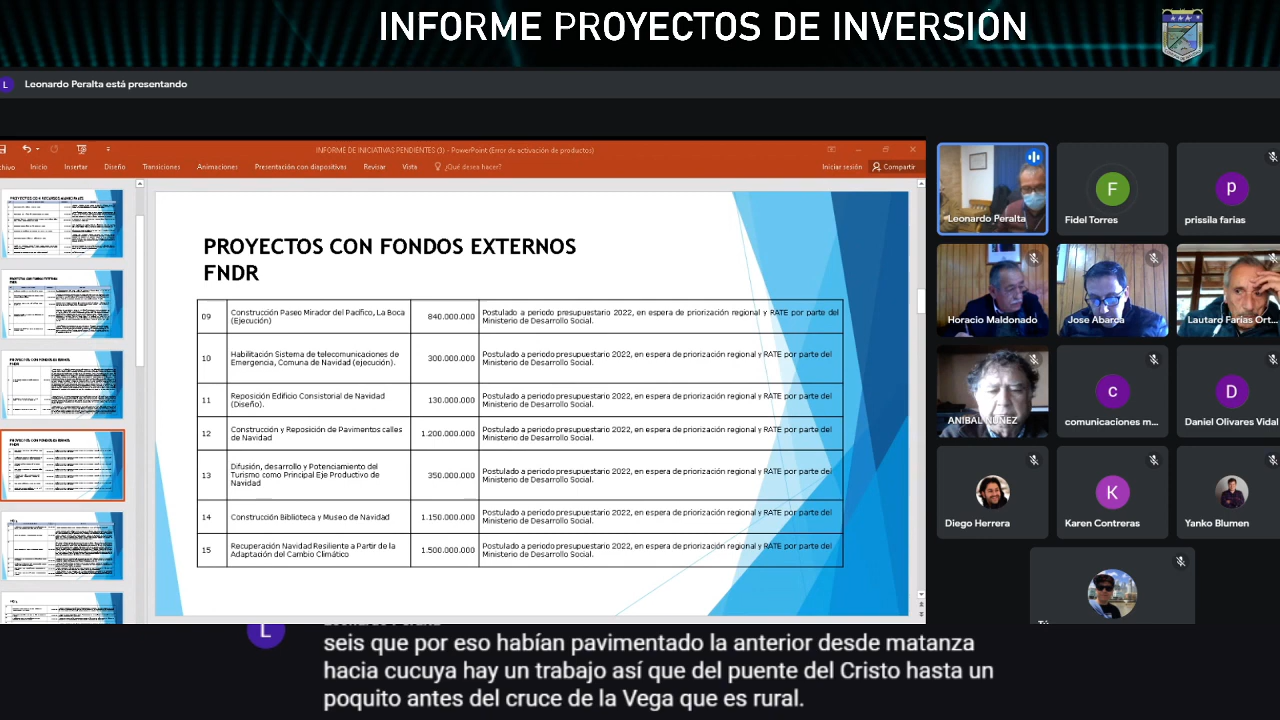 INFORME PROYECTOS DE INVERSIÓN
L
Leonardo Peralta está presentando
INFORME DE INICIATIVAS PENDIENTES (3) - PowerPoint (Error de activación de productos)
Inicio Insertar Diseño Transiciones Animaciones Presentación con diapositivas Revisar Vista ¿Qué desea hacer? Iniciar sesión Compartir
PROYECTOS CON FONDOS EXTERNOS
FNDR
09 Construcción Paseo Mirador del Pacífico, La Boca (Ejecución) 840.000.000 Postulado a periodo presupuestario 2022, en espera de priorización regional y RATE por parte del Ministerio de Desarrollo Social.
10 Habilitación Sistema de telecomunicaciones de Emergencia, Comuna de Navidad (ejecución). 300.000.000 Postulado a periodo presupuestario 2022, en espera de priorización regional y RATE por parte del Ministerio de Desarrollo Social.
11 Reposición Edificio Consistorial de Navidad (Diseño). 130.000.000 Postulado a periodo presupuestario 2022, en espera de priorización regional y RATE por parte del Ministerio de Desarrollo Social.
12 Construcción y Reposición de Pavimentos calles de Navidad 1.200.000.000 Postulado a periodo presupuestario 2022, en espera de priorización regional y RATE por parte del Ministerio de Desarrollo Social.
13 Difusión, desarrollo y Potenciamiento del Turismo como Principal Eje Productivo de Navidad 350.000.000 Postulado a periodo presupuestario 2022, en espera de priorización regional y RATE por parte del Ministerio de Desarrollo Social.
14 Construcción Biblioteca y Museo de Navidad 1.150.000.000 Postulado a periodo presupuestario 2022, en espera de priorización regional y RATE por parte del Ministerio de Desarrollo Social.
15 Recuperación Navidad Resiliente a Partir de la Adaptación del Cambio Climático 1.500.000.000 Postulado a periodo presupuestario 2022, en espera de priorización regional y RATE por parte del Ministerio de Desarrollo Social.
Leonardo Peralta
F
Fidel Torres
p
prissila farias
Horacio Maldonado
Jose Abarca
Lautaro Farías Ort...
ANIBAL NUÑEZ
c
comunicaciones m...
D
Daniel Olivares Vidal
Diego Herrera
K
Karen Contreras
Yanko Blumen
L
seis que por eso habían pavimentado la anterior desde matanza
hacia cucuya hay un trabajo así que del puente del Cristo hasta un
poquito antes del cruce de la Vega que es rural.